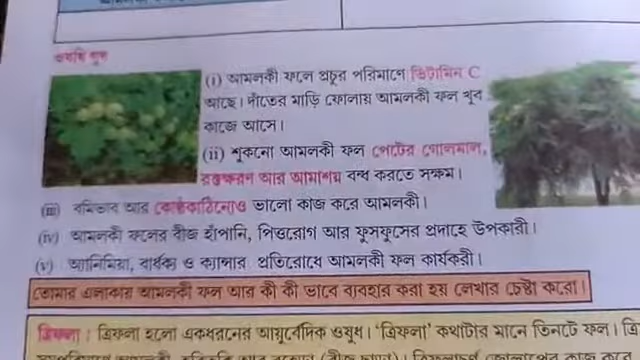 ওষধি গুণ
(i) আমলকী ফলে প্রচুর পরিমাণে ভিটামিন C
আছে। দাঁতের মাড়ি ফোলায় আমলকী ফল খুব
কাজে আসে।
(ii) শুকনো আমলকী ফল পেটের গোলমাল,
রক্তক্ষরণ আর আমাশয় বন্ধ করতে সক্ষম।
(iii) বমিভাব আর কোষ্ঠকাঠিন্যেও ভালো কাজ করে আমলকী।
(iv) আমলকী ফলের বীজ হাঁপানি, পিত্তরোগ আর ফুসফুসের প্রদাহে উপকারী।
(v) অ্যানিমিয়া, বার্ধক্য ও ক্যান্সার প্রতিরোধে আমলকী ফল কার্যকরী।
তোমার এলাকায় আমলকী ফল আর কী কী ভাবে ব্যবহার করা হয় লেখার চেষ্টা করো।
ত্রিফলা : ত্রিফলা হলো একধরনের আয়ুর্বেদিক ওষুধ। 'ত্রিফলা' কথাটার মানে তিনটে ফল। ত্রি